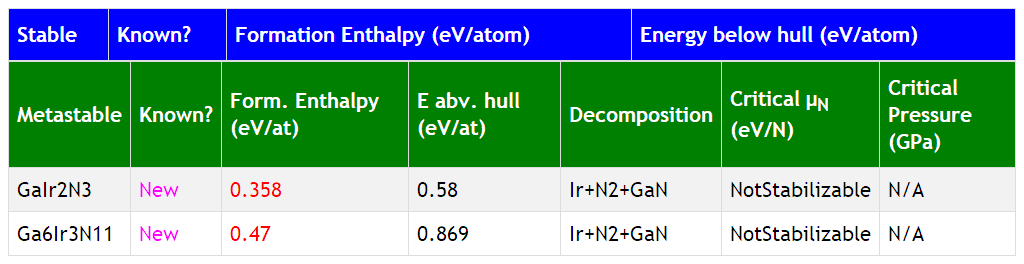 Stable Known? Formation Enthalpy (eV/atom) Energy below hull (eV/atom)
Metastable Known? Form. Enthalpy (eV/at) E abv. hull (eV/at) Decomposition Critical μN (eV/N) Critical Pressure (GPa)
GaIr2N3 New 0.358 0.58 Ir+N2+GaN NotStabilizable N/A
Ga6Ir3N11 New 0.47 0.869 Ir+N2+GaN NotStabilizable N/A